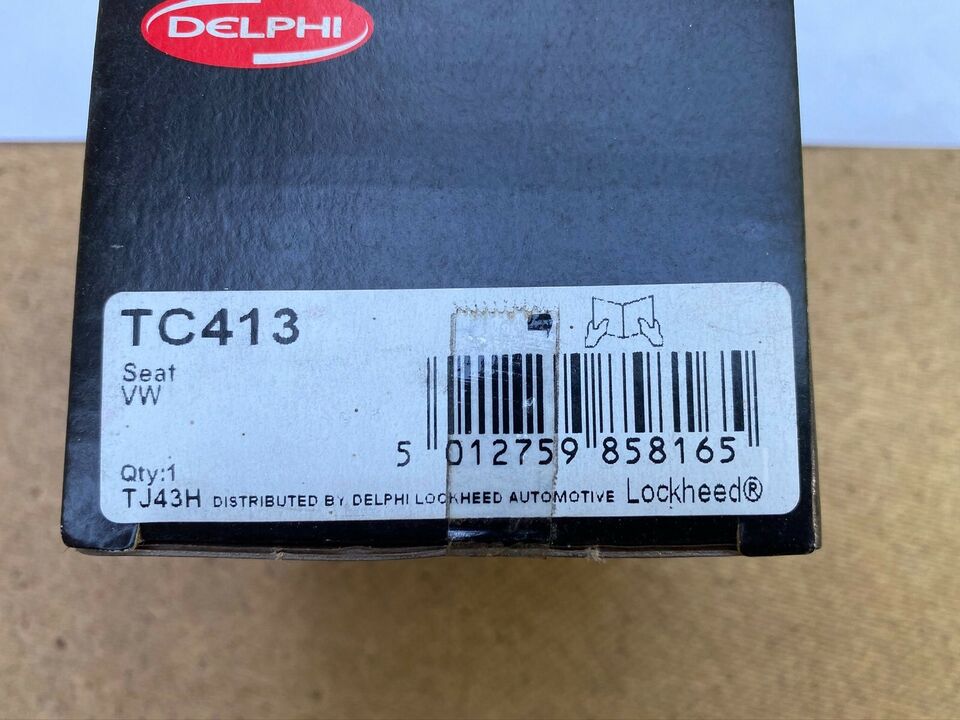 DELPHI
TC413
Seat
VW
5 012759 858165
Qty:1
TJ43H DISTRIBUTED BY DELPHI LOCKHEED AUTOMOTIVE Lockheed®